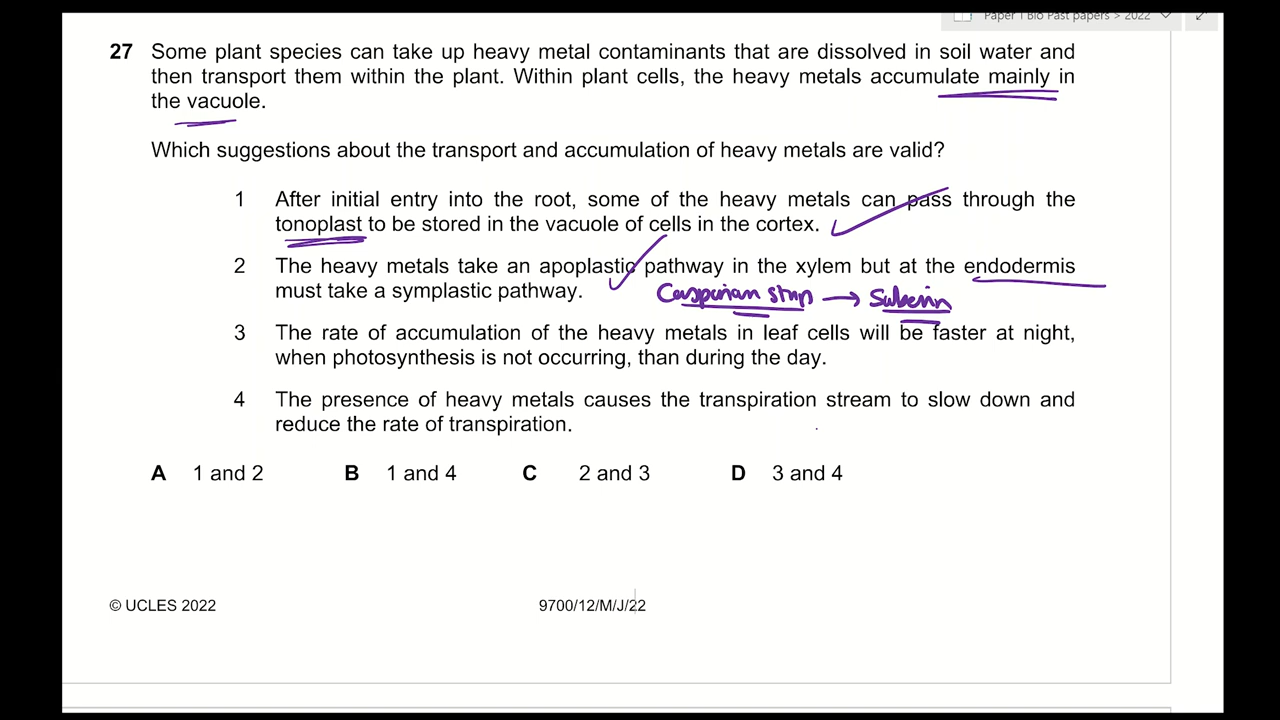 Paper 1 Bio Past papers > 2022
27 Some plant species can take up heavy metal contaminants that are dissolved in soil water and
then transport them within the plant. Within plant cells, the heavy metals accumulate mainly in
the vacuole.
Which suggestions about the transport and accumulation of heavy metals are valid?
1 After initial entry into the root, some of the heavy metals can pass through the
tonoplast to be stored in the vacuole of cells in the cortex.
2 The heavy metals take an apoplastic pathway in the xylem but at the endodermis
must take a symplastic pathway.
Casparian strip → Suberin
3 The rate of accumulation of the heavy metals in leaf cells will be faster at night,
when photosynthesis is not occurring, than during the day.
4 The presence of heavy metals causes the transpiration stream to slow down and
reduce the rate of transpiration.
A 1 and 2 B 1 and 4 C 2 and 3 D 3 and 4
© UCLES 2022 9700/12/M/J/22